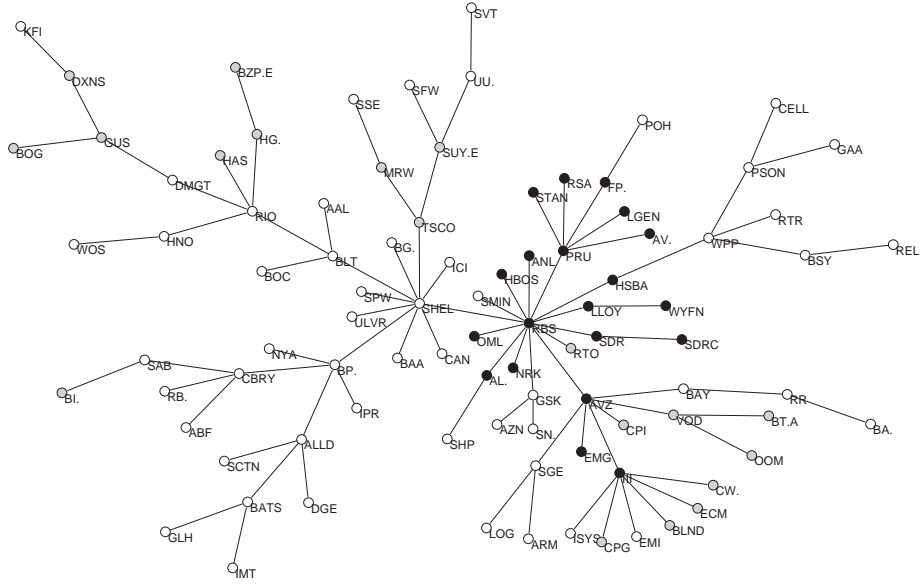 SVT
KFI
DXNS
BZP.E
UU.
SFW
SSE
CELL
POH
GUS
HG.
GAA
BOG
HAS
SUY.E
MRW
PSON
DMGT
RSA
FP.
STAN
RIO
AAL
LGEN
RTR
TSCO
AV.
WPP
HNO
WOS
BG.
REL
PRU
BSY
BLT
ANL
ICI
BOC
HBOS
HSBA
SPW
SMIN
SHEL
LLOY
WYFN
ULVR
RBS
OML
SDR
SDRC
RTO
NYA
BAA
CAN
SAB
BP.
NRK
CBRY
AL.
BI.
RB.
GSK
BAY
RR
AVZ
IPR
VOD
BT.A
ABF
AZN
SN.
CPI
BA.
ALLD
SHP
EMG
OOM
SCTN
SGE
CW.
BATS
DGE
ECM
LOG
BLND
GLH
ISYS
EMI
ARM
CPG
IMT